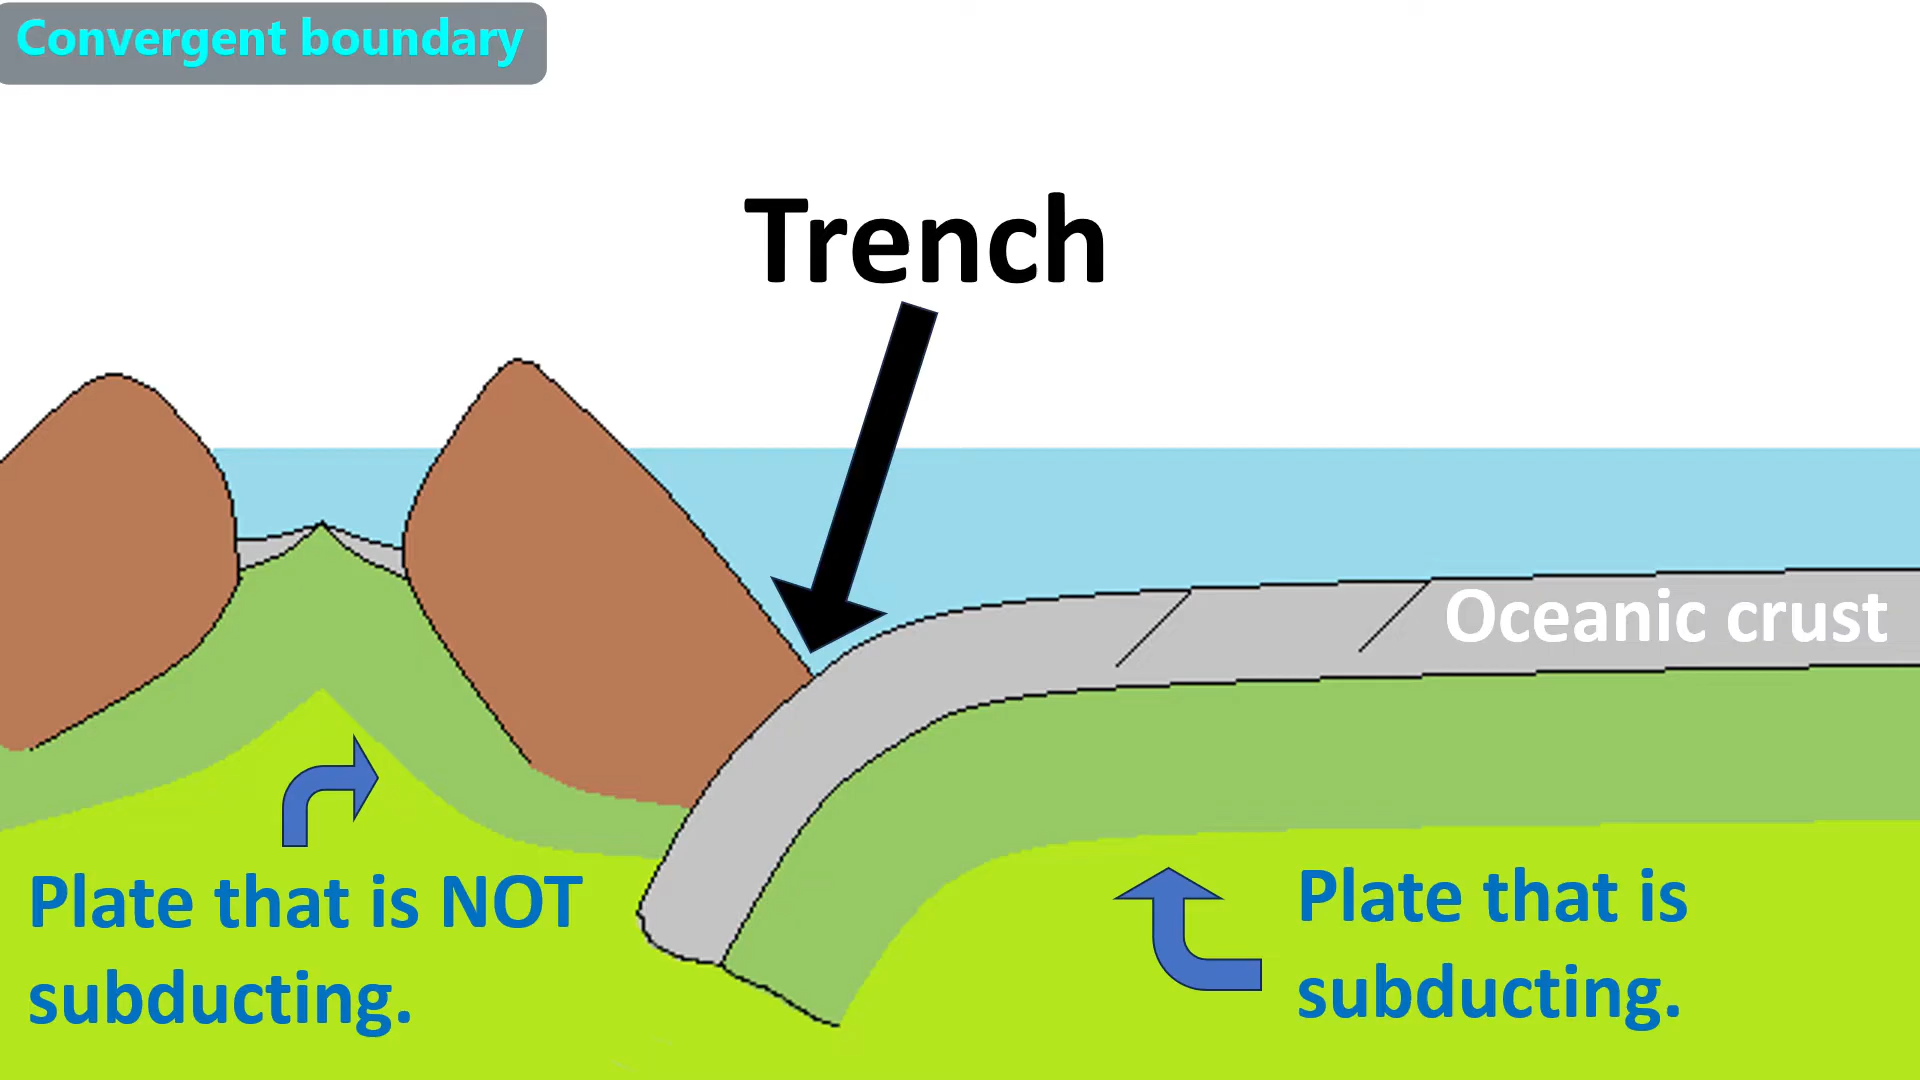 Convergent boundary
Trench
Oceanic crust
Plate that is NOT
subducting.
Plate that is
subducting.